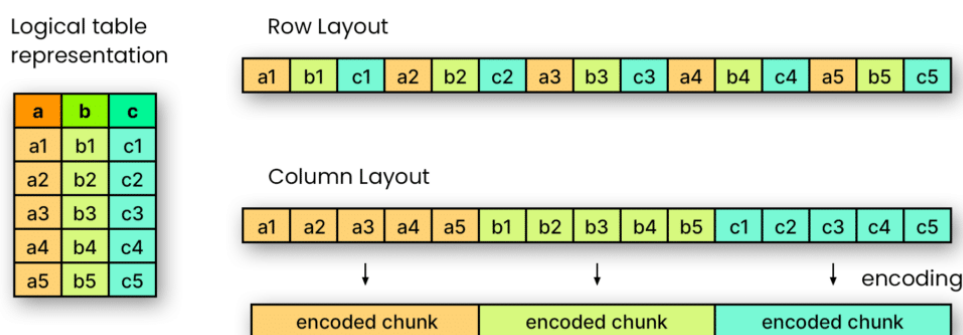 Logical table
representation
a b c
a1 b1 c1
a2 b2 c2
a3 b3 c3
a4 b4 c4
a5 b5 c5
Row Layout
a1 b1 c1 a2 b2 c2 a3 b3 c3 a4 b4 c4 a5 b5 c5
Column Layout
a1 a2 a3 a4 a5 b1 b2 b3 b4 b5 c1 c2 c3 c4 c5
encoding
encoded chunk encoded chunk encoded chunk